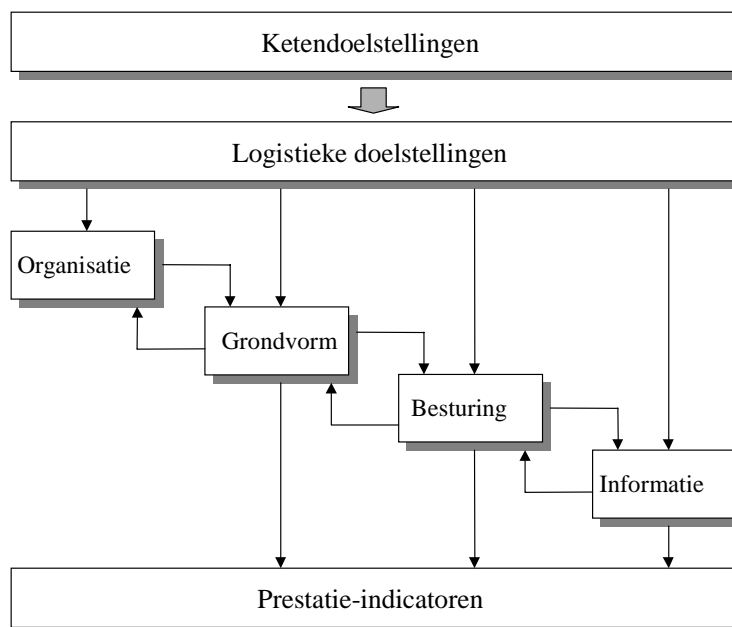 Ketendoelstellingen
Logistieke doelstellingen
Organisatie
Grondvorm
Besturing
Informatie
Prestatie-indicatoren